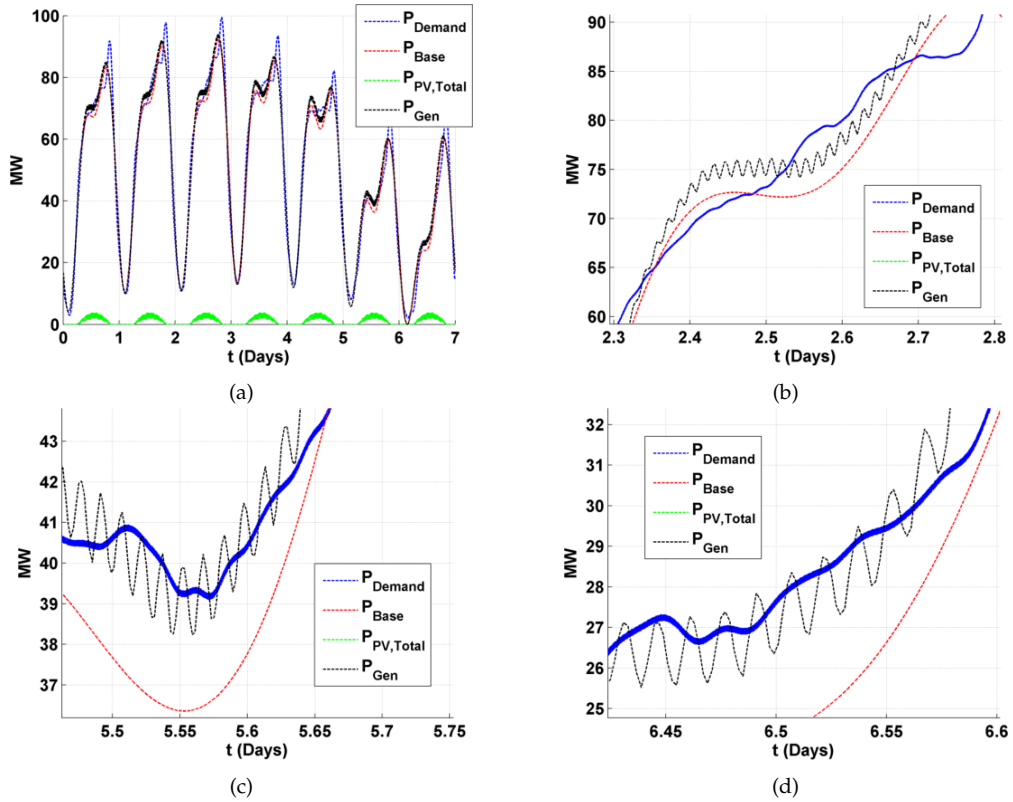 100
80
60
40
20
0
MW
0 1 2 3 4 5 6 7
t (Days)
P_Demand
P_Base
P_PV,Total
P_Gen
(a)
90
85
80
75
70
65
60
MW
2.3 2.4 2.5 2.6 2.7 2.8
t (Days)
P_Demand
P_Base
P_PV,Total
P_Gen
(b)
43
42
41
40
39
38
37
MW
5.5 5.55 5.6 5.65 5.7 5.75
t (Days)
P_Demand
P_Base
P_PV,Total
P_Gen
(c)
32
31
30
29
28
27
26
25
MW
6.45 6.5 6.55 6.6
t (Days)
P_Demand
P_Base
P_PV,Total
P_Gen
(d)